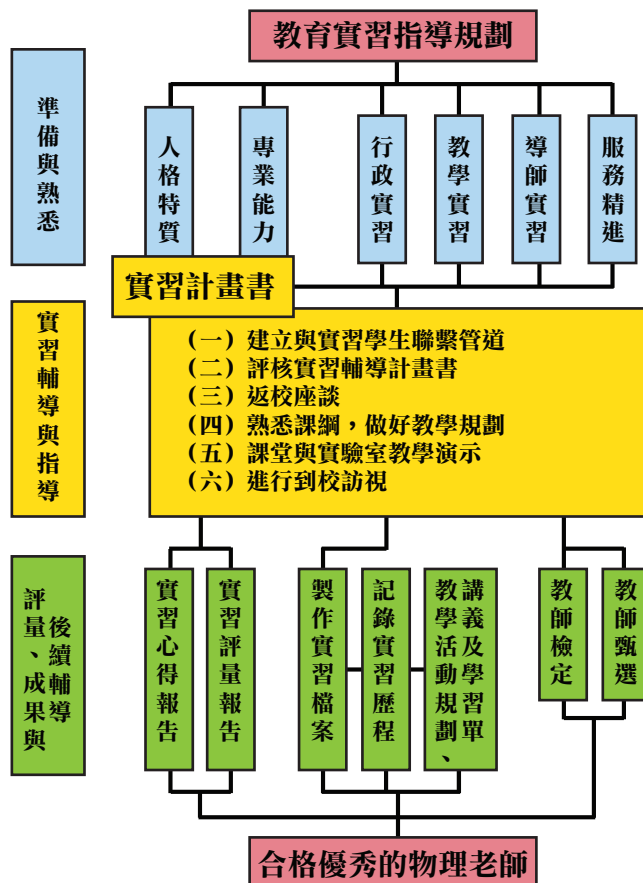 教育實習指導規劃
準備與熟悉
人格特質
專業能力
行政實習
教學實習
導師實習
服務精進
實習計畫書
實習輔導與指導
(一)建立與實習學生聯繫管道
(二)評核實習輔導計畫書
(三)返校座談
(四)熟悉課綱,做好教學規劃
(五)課堂與實驗室教學演示
(六)進行到校訪視
評量、成果與
後續輔導
實習心得報告
實習評量報告
製作實習檔案
記錄實習歷程
教學活動規劃、
講義及學習單
教師檢定
教師甄選
合格優秀的物理老師